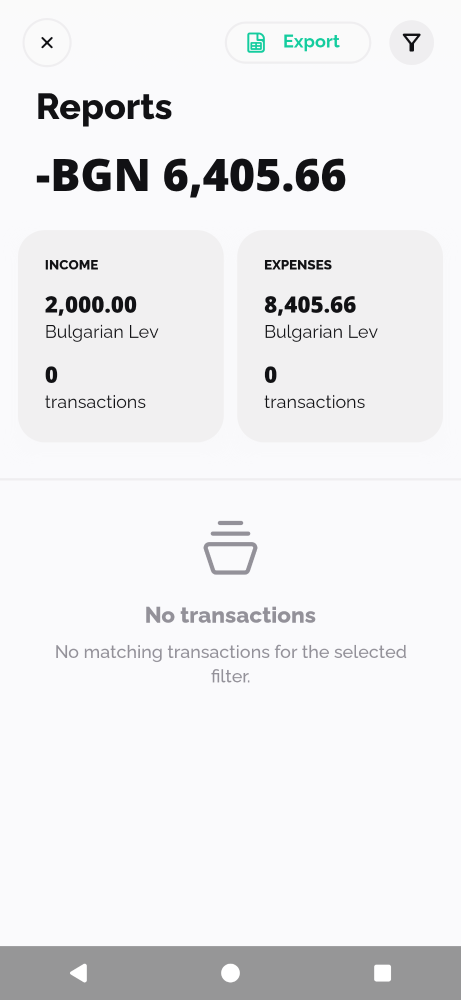 Export
Reports
-BGN 6,405.66
INCOME
2,000.00
Bulgarian Lev
0
transactions
EXPENSES
8,405.66
Bulgarian Lev
0
transactions
No transactions
No matching transactions for the selected
filter.